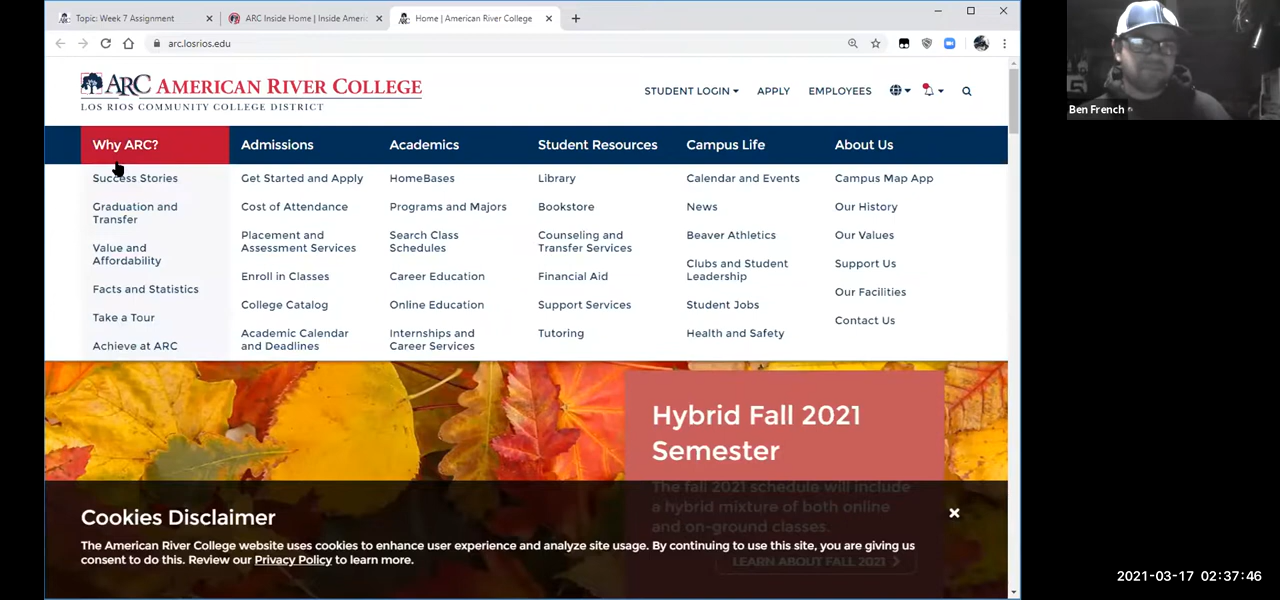 Topic: Week 7 Assignment
ARC Inside Home | Inside Americ
Home | American River College
arc.losrios.edu
Ben French
ARC AMERICAN RIVER COLLEGE
LOS RIOS COMMUNITY COLLEGE DISTRICT
STUDENT LOGIN
APPLY
EMPLOYEES
Why ARC?
Admissions
Academics
Student Resources
Campus Life
About Us
Success Stories
Graduation and
Transfer
Value and
Affordability
Facts and Statistics
Take a Tour
Achieve at ARC
Get Started and Apply
Cost of Attendance
Placement and
Assessment Services
Enroll in Classes
College Catalog
Academic Calendar
and Deadlines
HomeBases
Programs and Majors
Search Class
Schedules
Career Education
Online Education
Internships and
Career Services
Library
Bookstore
Counseling and
Transfer Services
Financial Aid
Support Services
Tutoring
Calendar and Events
News
Beaver Athletics
Clubs and Student
Leadership
Student Jobs
Health and Safety
Campus Map App
Our History
Our Values
Support Us
Our Facilities
Contact Us
Hybrid Fall 2021
Semester
The fall 2021 schedule will include
a hybrid mixture of both online
and on-ground classes.
LEARN ABOUT FALL 2021
Cookies Disclaimer
The American River College website uses cookies to enhance user experience and analyze site usage. By continuing to use this site, you are giving us
consent to do this. Review our Privacy Policy to learn more.
2021-03-17 02:37:46